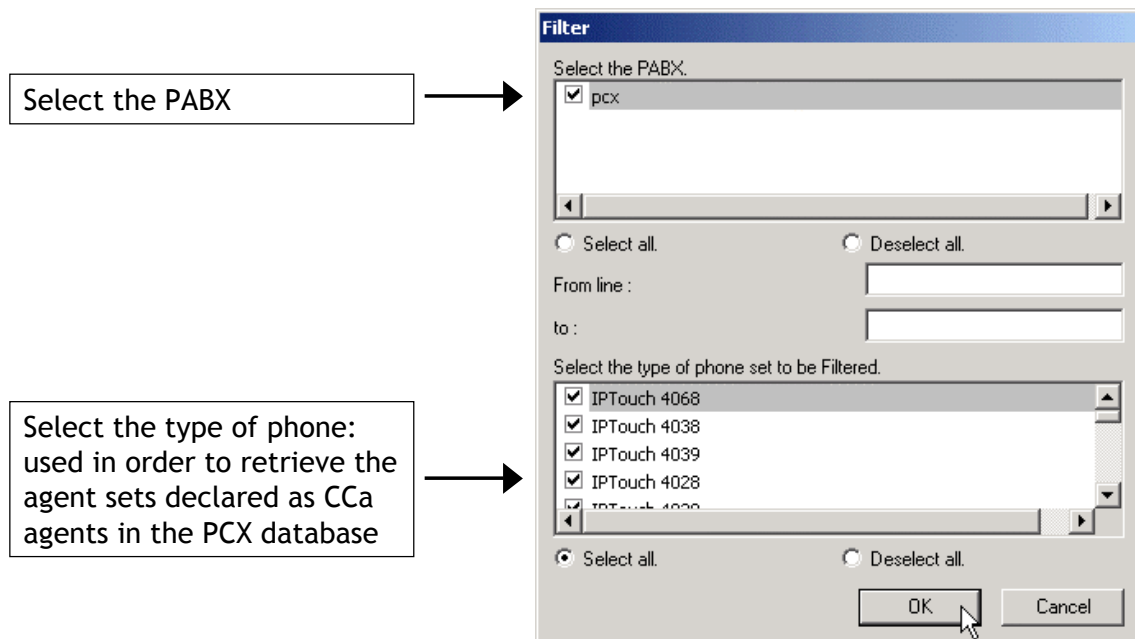 Filter
Select the PABX
Select the PABX.
pcx
Select all.
Deselect all.
From line :
to :
Select the type of phone set to be Filtered.
Select the type of phone:
used in order to retrieve the
agent sets declared as CCa
agents in the PCX database
IPTouch 4068
IPTouch 4038
IPTouch 4039
IPTouch 4028
Select all.
Deselect all.
OK
Cancel